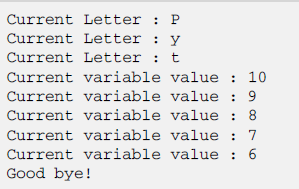 Current Letter : P
Current Letter : y
Current Letter : t
Current variable value : 10
Current variable value : 9
Current variable value : 8
Current variable value : 7
Current variable value : 6
Good bye!